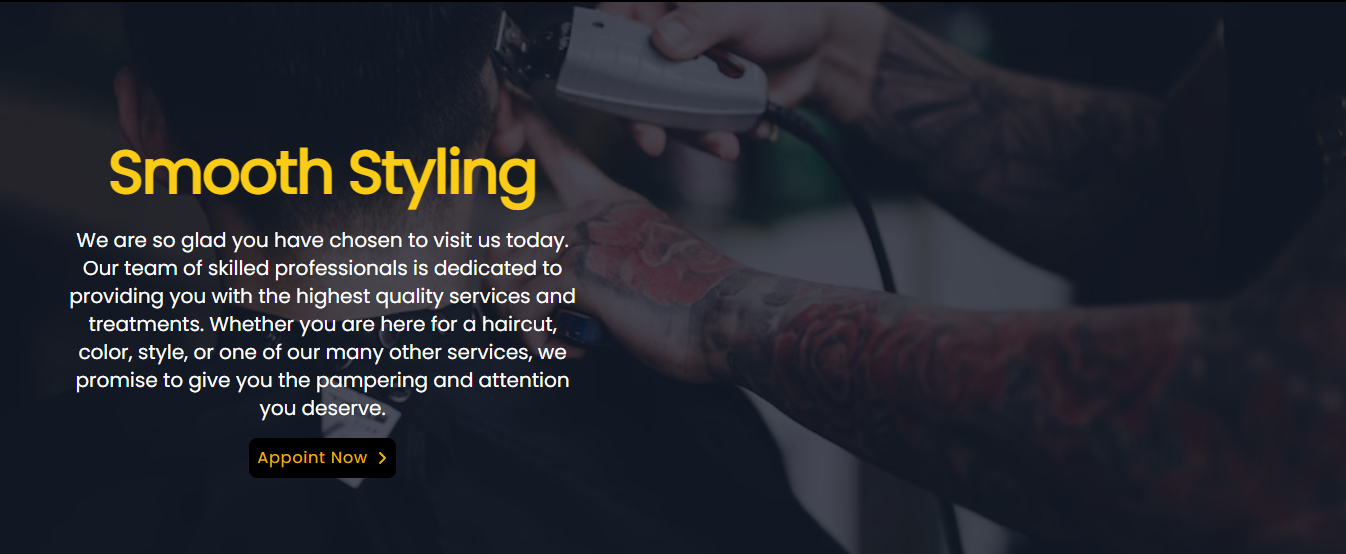 Smooth Styling
We are so glad you have chosen to visit us today.
Our team of skilled professionals is dedicated to
providing you with the highest quality services and
treatments. Whether you are here for a haircut,
color, style, or one of our many other services, we
promise to give you the pampering and attention
you deserve.
Appoint Now